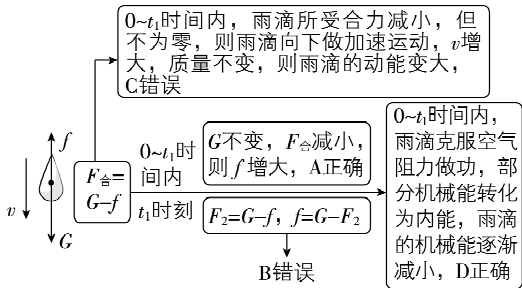 0~t₁时间内，雨滴所受合力减小，但
不为零，则雨滴向下做加速运动，v增
大，质量不变，则雨滴的动能变大，
C错误
f
v
G
F合=
G-f
0~t₁时
间内
t₁时刻
G不变，F合减小，
则f增大，A正确
F₂=G-f，f=G-F₂
B错误
0~t₁时间内，
雨滴克服空气
阻力做功，部
分机械能转化
为内能，雨滴
的机械能逐渐
减小，D正确